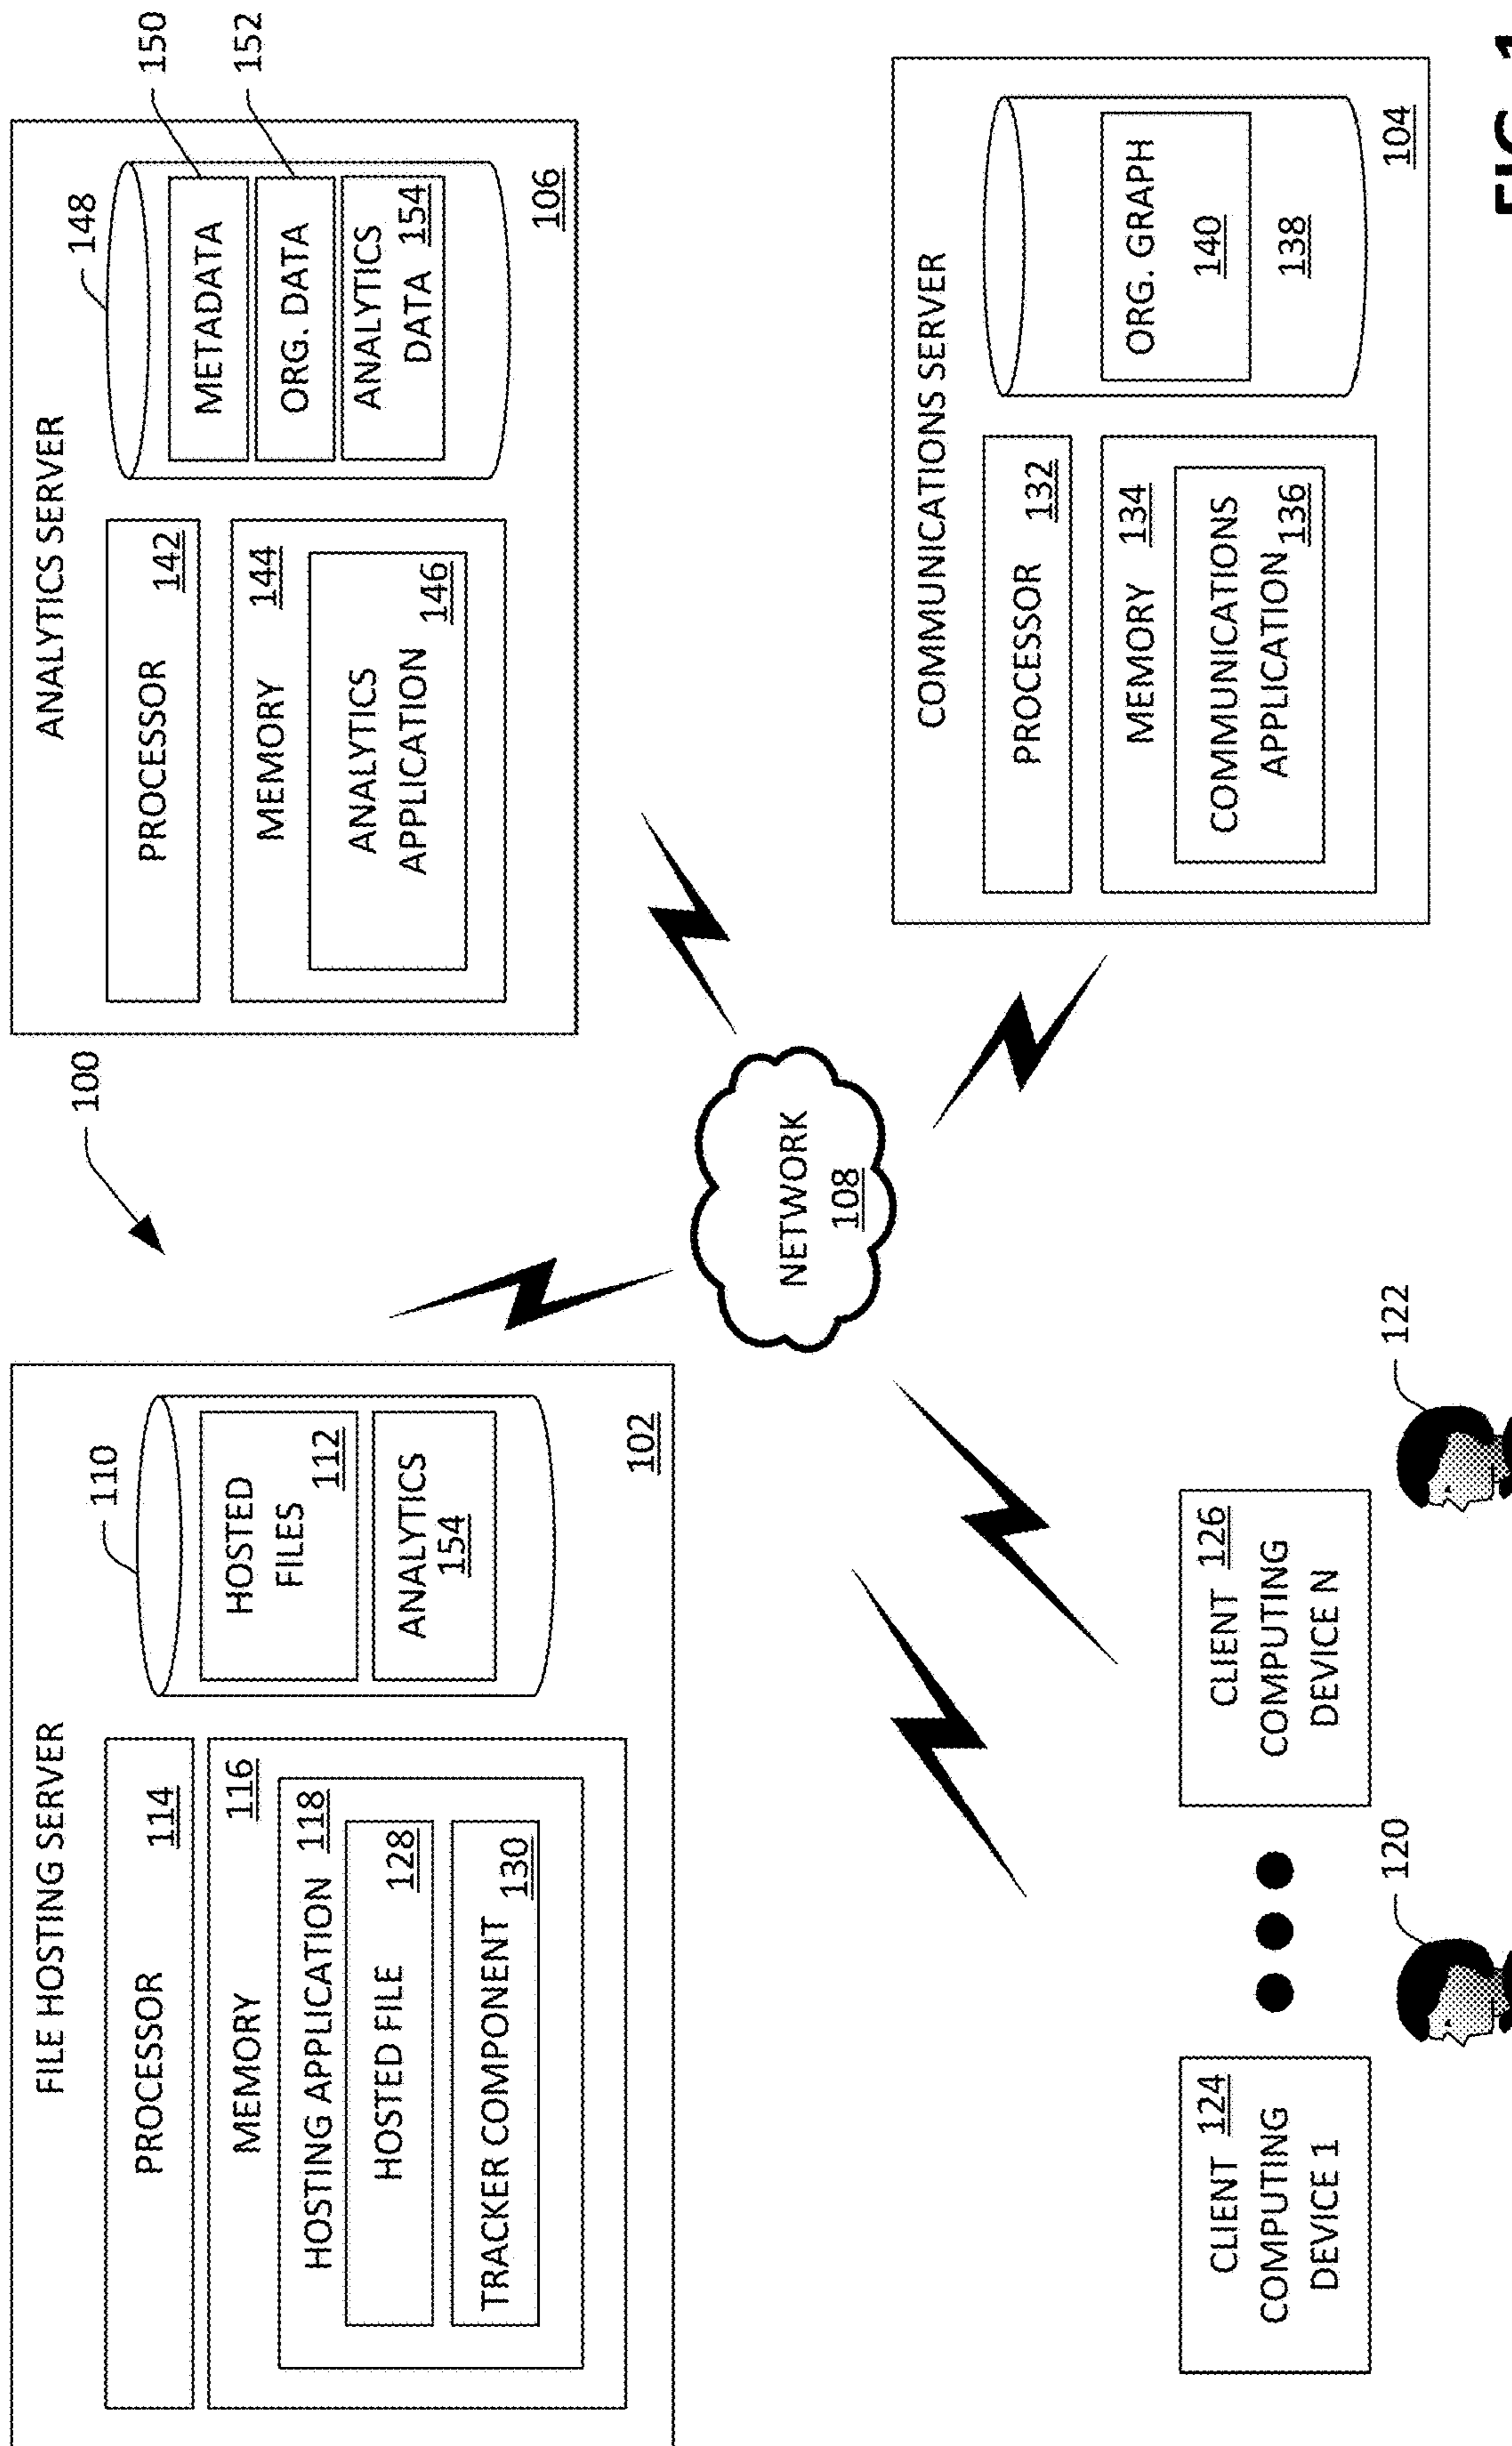 FILE HOSTING SERVER
PROCESSOR
114
MEMORY
116
HOSTING APPLICATION 118
HOSTED FILE
128
TRACKER COMPONENT 130
110
HOSTED
FILES
112
ANALYTICS
154
102
100
ANALYTICS SERVER
PROCESSOR
142
MEMORY
144
ANALYTICS
APPLICATION
146
148
METADATA
150
ORG. DATA
152
ANALYTICS
DATA 154
106
NETWORK
108
CLIENT 124
COMPUTING
DEVICE 1
120
CLIENT 126
COMPUTING
DEVICE N
122
COMMUNICATIONS SERVER
PROCESSOR 132
MEMORY 134
COMMUNICATIONS
APPLICATION 136
ORG. GRAPH
140
138
104
FIG. 1